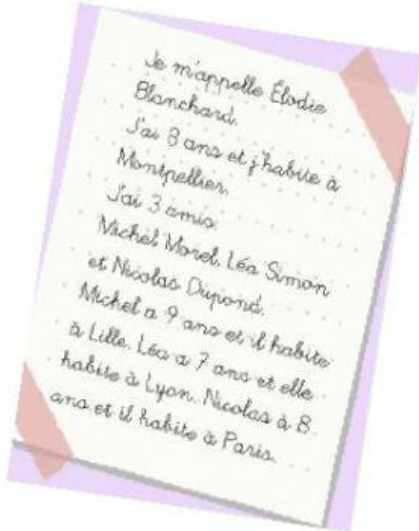 Je m'appelle Élodie
Blanchard.
J'ai 8 ans et j'habite à
Montpellier.
J'ai 3 amis.
Michel Morel, Léa Simon
et Nicolas Dupond.
Michel a 9 ans et il habite
à Lille. Léa a 7 ans et elle
habite à Lyon. Nicolas à 8
ans et il habite à Paris.